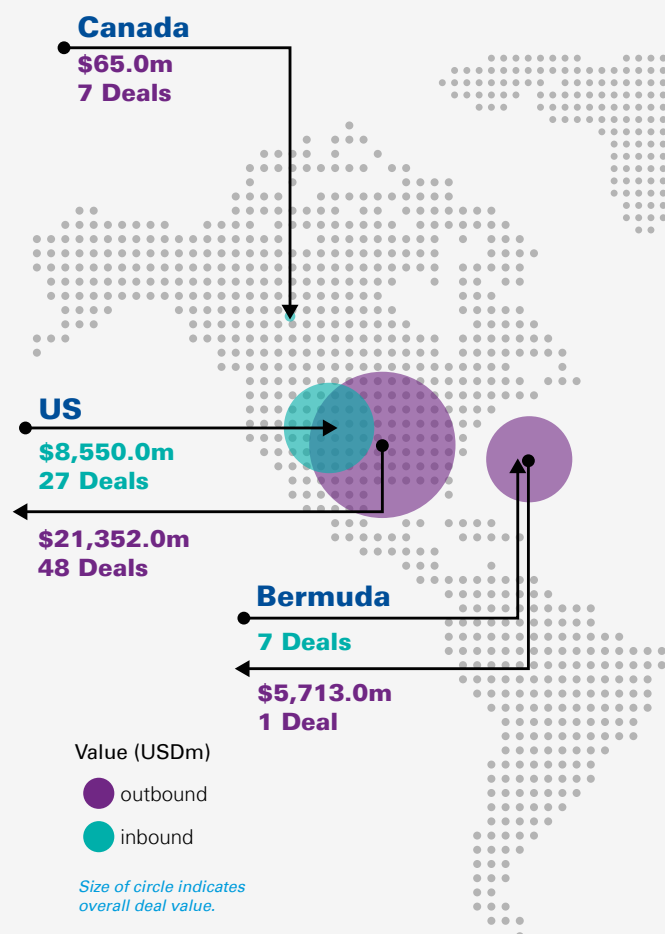 Canada
$65.0m
7 Deals
US
$8,550.0m
27 Deals
$21,352.0m
48 Deals
Bermuda
7 Deals
$5,713.0m
1 Deal
Value (USDm)
outbound
inbound
Size of circle indicates
overall deal value.